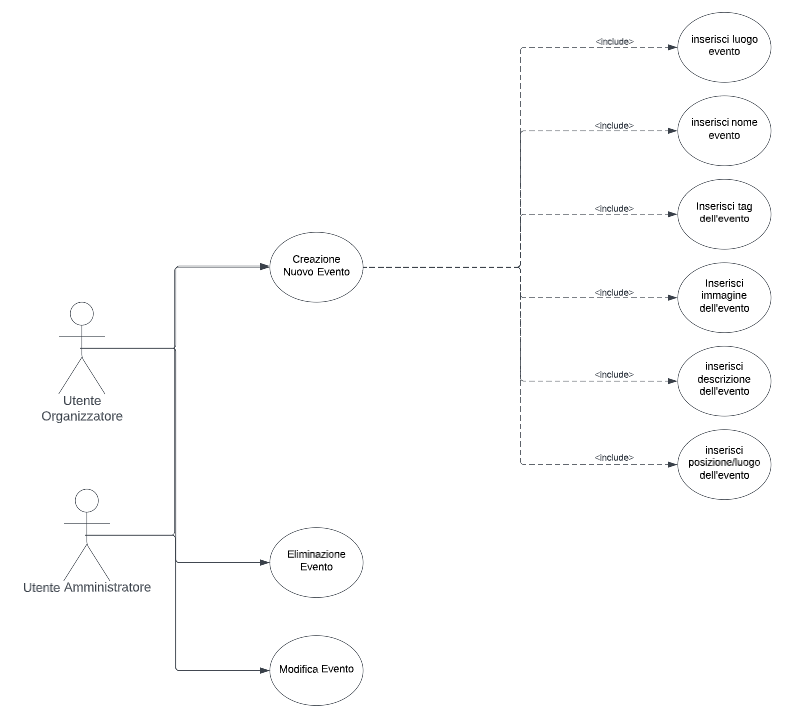 <include>
inserisci luogo
evento
<include>
inserisci nome
evento
<include>
Inserisci tag
dell'evento
Creazione
Nuovo Evento
<include>
Inserisci
immagine
dell'evento
<include>
inserisci
descrizione
dell'evento
Utente
Organizzatore
<include>
inserisci
posizione/luogo
dell'evento
Eliminazione
Evento
Utente Amministratore
Modifica Evento